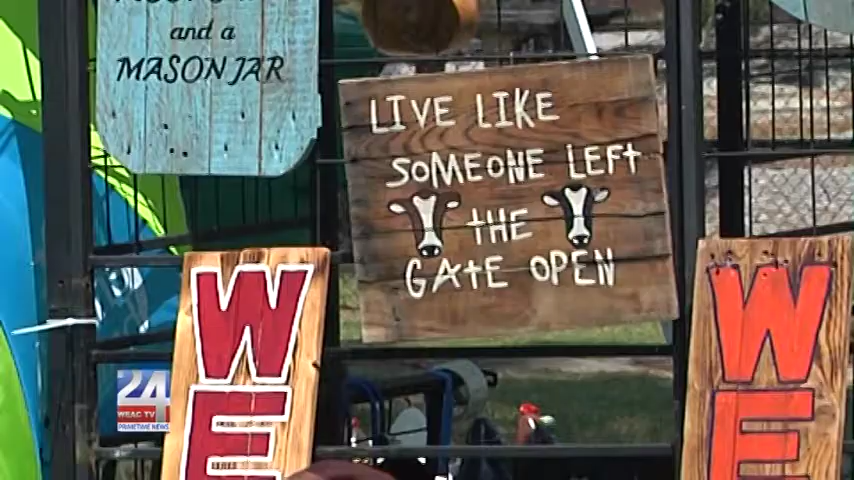 and a
MASON JAR
LIVE LIKE
SOMEONE LEFT
THE
GATE OPEN
WE
WE
24
WEAC TV
PRIMETIME NEWS